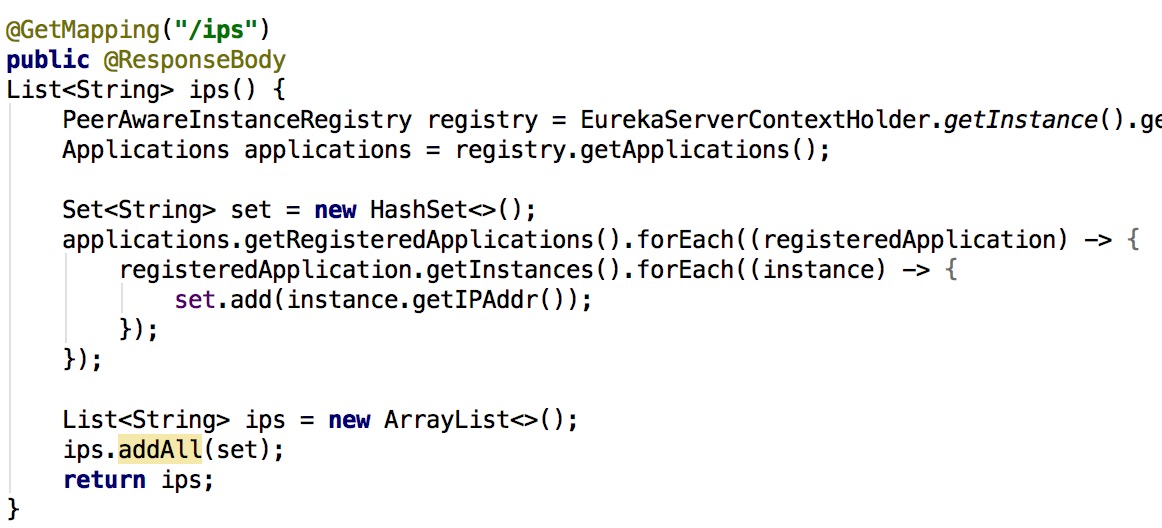 @GetMapping("/ips")
public @ResponseBody
List<String> ips() {
    PeerAwareInstanceRegistry registry = EurekaServerContextHolder.getInstance().ge
    Applications applications = registry.getApplications();

    Set<String> set = new HashSet<>();
    applications.getRegisteredApplications().forEach((registeredApplication) -> {
        registeredApplication.getInstances().forEach((instance) -> {
            set.add(instance.getIPAddr());
        });
    });

    List<String> ips = new ArrayList<>();
    ips.addAll(set);
    return ips;
}